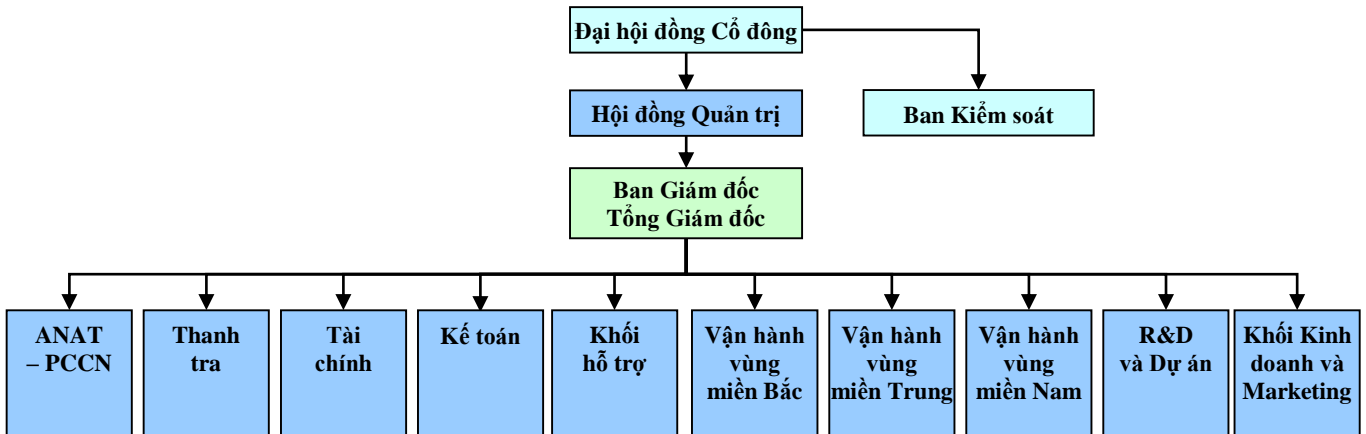 Đại hội đồng Cổ đông
Hội đồng Quản trị
Ban Kiểm soát
Ban Giám đốc
Tổng Giám đốc
ANAT
– PCCN
Thanh
tra
Tài
chính
Kế toán
Khối
hỗ trợ
Vận hành
vùng
miền Bắc
Vận hành
vùng
miền Trung
Vận hành
vùng
miền Nam
R&D
và Dự án
Khối Kinh
doanh và
Marketing